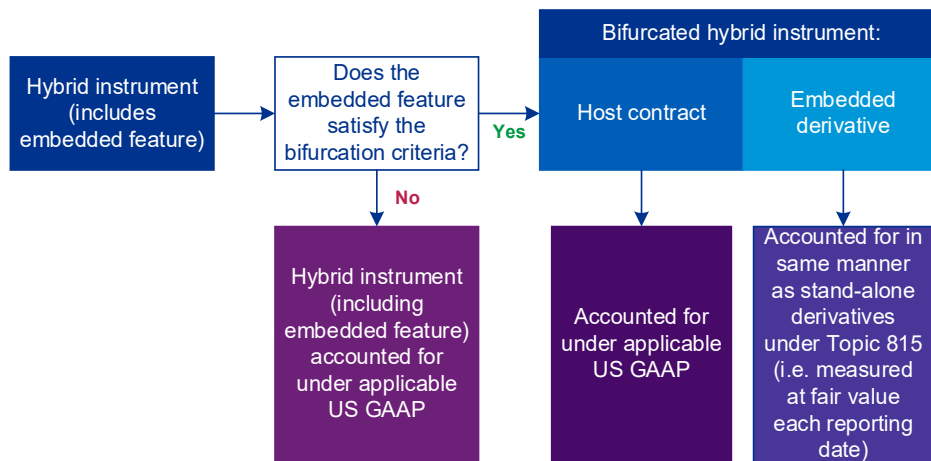 Hybrid instrument
(includes
embedded feature)
Does the
embedded feature
satisfy the
bifurcation criteria?
Yes
No
Bifurcated hybrid instrument:
Host contract
Embedded
derivative
Hybrid instrument
(including
embedded feature)
accounted for
under applicable
US GAAP
Accounted for
under applicable
US GAAP
Accounted for in
same manner
as stand-alone
derivatives
under Topic 815
(i.e. measured
at fair value
each reporting
date)